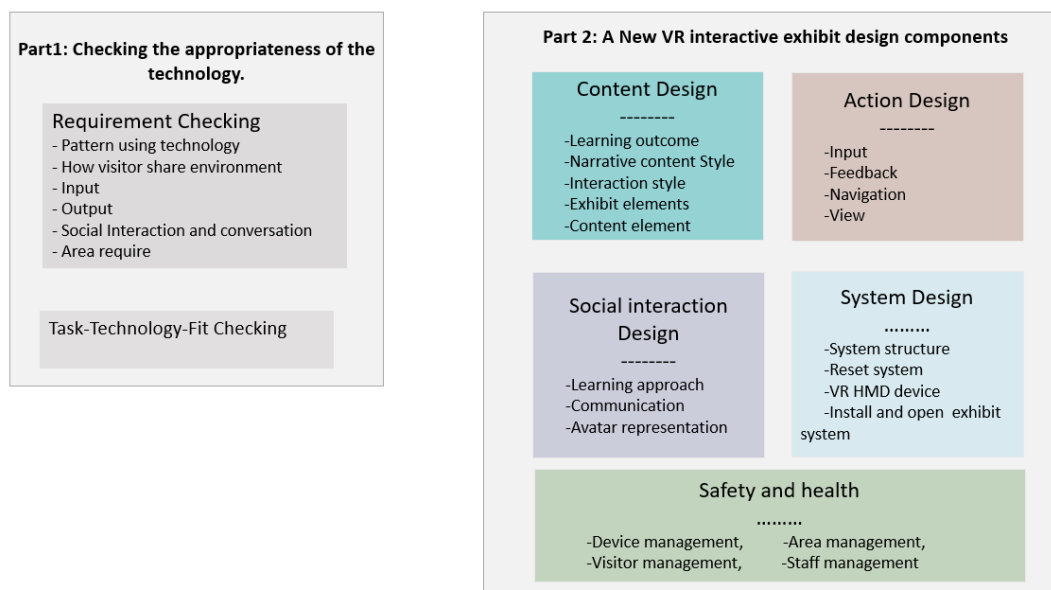 Part1: Checking the appropriateness of the
technology.
Requirement Checking
- Pattern using technology
- How visitor share environment
- Input
- Output
- Social Interaction and conversation
- Area require
Task-Technology-Fit Checking
Part 2: A New VR interactive exhibit design components
Content Design
--------
-Learning outcome
-Narrative content Style
-Interaction style
-Exhibit elements
-Content element
Action Design
--------
-Input
-Feedback
-Navigation
-View
Social interaction
Design
--------
-Learning approach
-Communication
-Avatar representation
System Design
………
-System structure
-Reset system
-VR HMD device
-Install and open exhibit
system
Safety and health
………
-Device management, -Area management,
-Visitor management, -Staff management